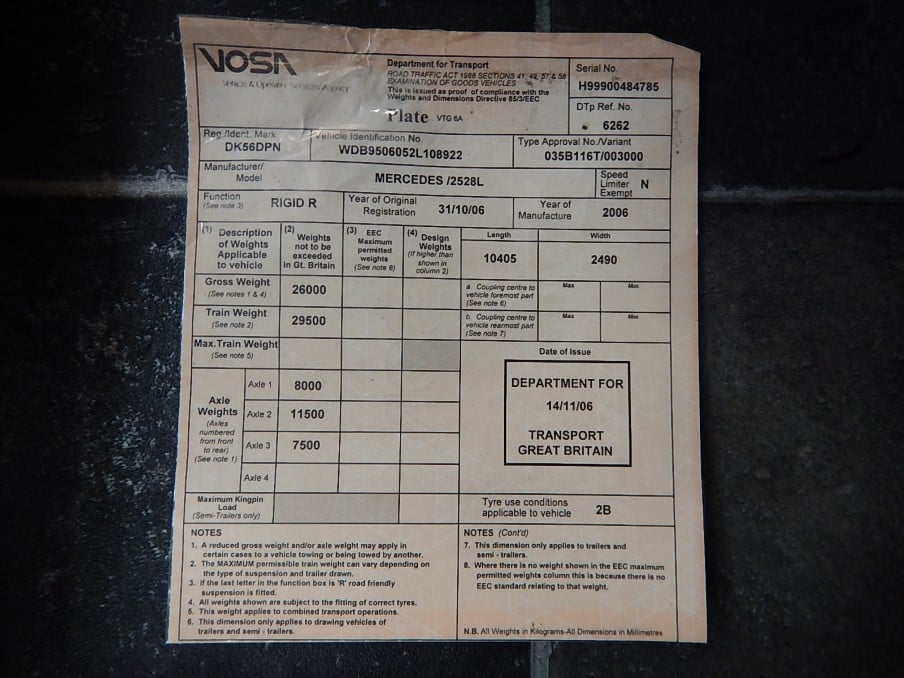 VOSA
Vehicle & Operator Services Agency
Department for Transport
ROAD TRAFFIC ACT 1988 SECTIONS 41, 49, 57 & 58
EXAMINATION OF GOODS VEHICLES
This is issued as proof of compliance with the
Weights and Dimensions Directive 85/3/EEC
Plate VTG 6A
Serial No.
H99900484785
DTp Ref. No.
6262
Reg./Ident. Mark
DK56DPN
Vehicle Identification No.
WDB9506052L108922
Type Approval No./Variant
035B116T/003000
Manufacturer/
Model
MERCEDES /2528L
Speed
Limiter
Exempt
N
Function
(See note 3)
RIGID R
Year of Original
Registration
31/10/06
Year of
Manufacture
2006
(1) Description
of Weights
Applicable
to vehicle
(2) Weights
not to be
exceeded
in Gt. Britain
(3) EEC
Maximum
permitted
weights
(See note 8)
(4) Design
Weights
(If higher than
shown in
column 2)
Length
10405
Width
2490
Gross Weight
(See notes 1 & 4)
26000
a. Coupling centre to
vehicle foremost part
(See note 6)
Max
Min
Train Weight
(See note 2)
29500
b. Coupling centre to
vehicle rearmost part
(See note 7)
Max
Min
Max.Train Weight
(See note 5)
Axle
Weights
(Axles
numbered
from front
to rear)
(See note 1)
Axle 1
8000
Axle 2
11500
Axle 3
7500
Axle 4
Date of Issue
DEPARTMENT FOR
14/11/06
TRANSPORT
GREAT BRITAIN
Maximum Kingpin
Load
(Semi-Trailers only)
Tyre use conditions
applicable to vehicle
2B
NOTES
1. A reduced gross weight and/or axle weight may apply in
certain cases to a vehicle towing or being towed by another.
2. The MAXIMUM permissible train weight can vary depending on
the type of suspension and trailer drawn.
3. If the last letter in the function box is 'R' road friendly
suspension is fitted.
4. All weights shown are subject to the fitting of correct tyres.
5. This weight applies to combined transport operations.
6. This dimension only applies to drawing vehicles of
trailers and semi - trailers.
NOTES (Cont'd)
7. This dimension only applies to trailers and
semi - trailers.
8. Where there is no weight shown in the EEC maximum
permitted weights column this is because there is no
EEC standard relating to that weight.
N.B. All Weights in Kilograms-All Dimensions in Millimetres